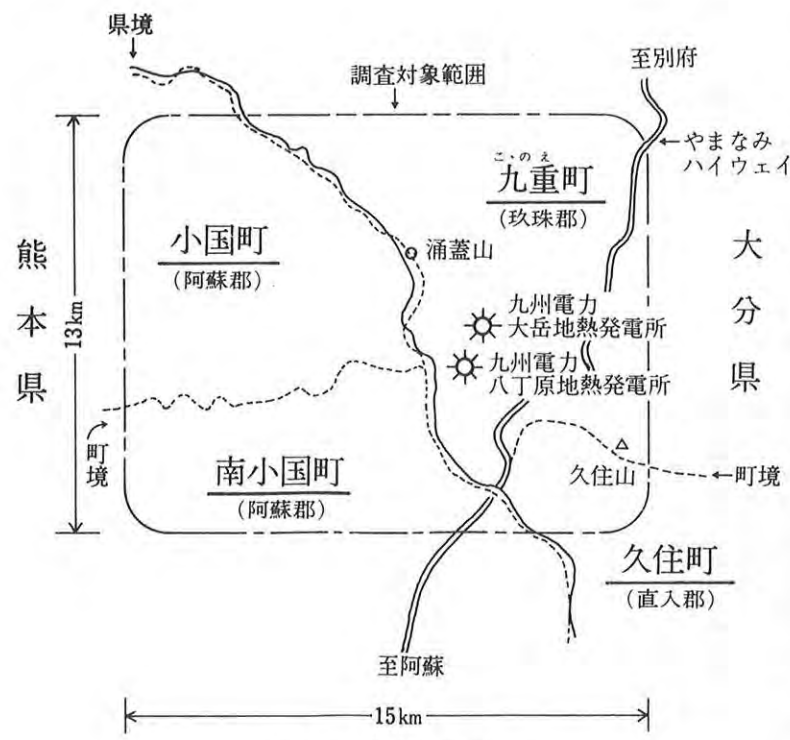 県境
調査対象範囲
至別府
やまなみ
ハイウェイ
こ・の え
九重町
(玖珠郡)
小国町
(阿蘇郡)
涌蓋山
熊本県
大分県
13km
九州電力
大岳地熱発電所
九州電力
八丁原地熱発電所
町境
南小国町
(阿蘇郡)
久住山
町境
久住町
(直入郡)
至阿蘇
15km